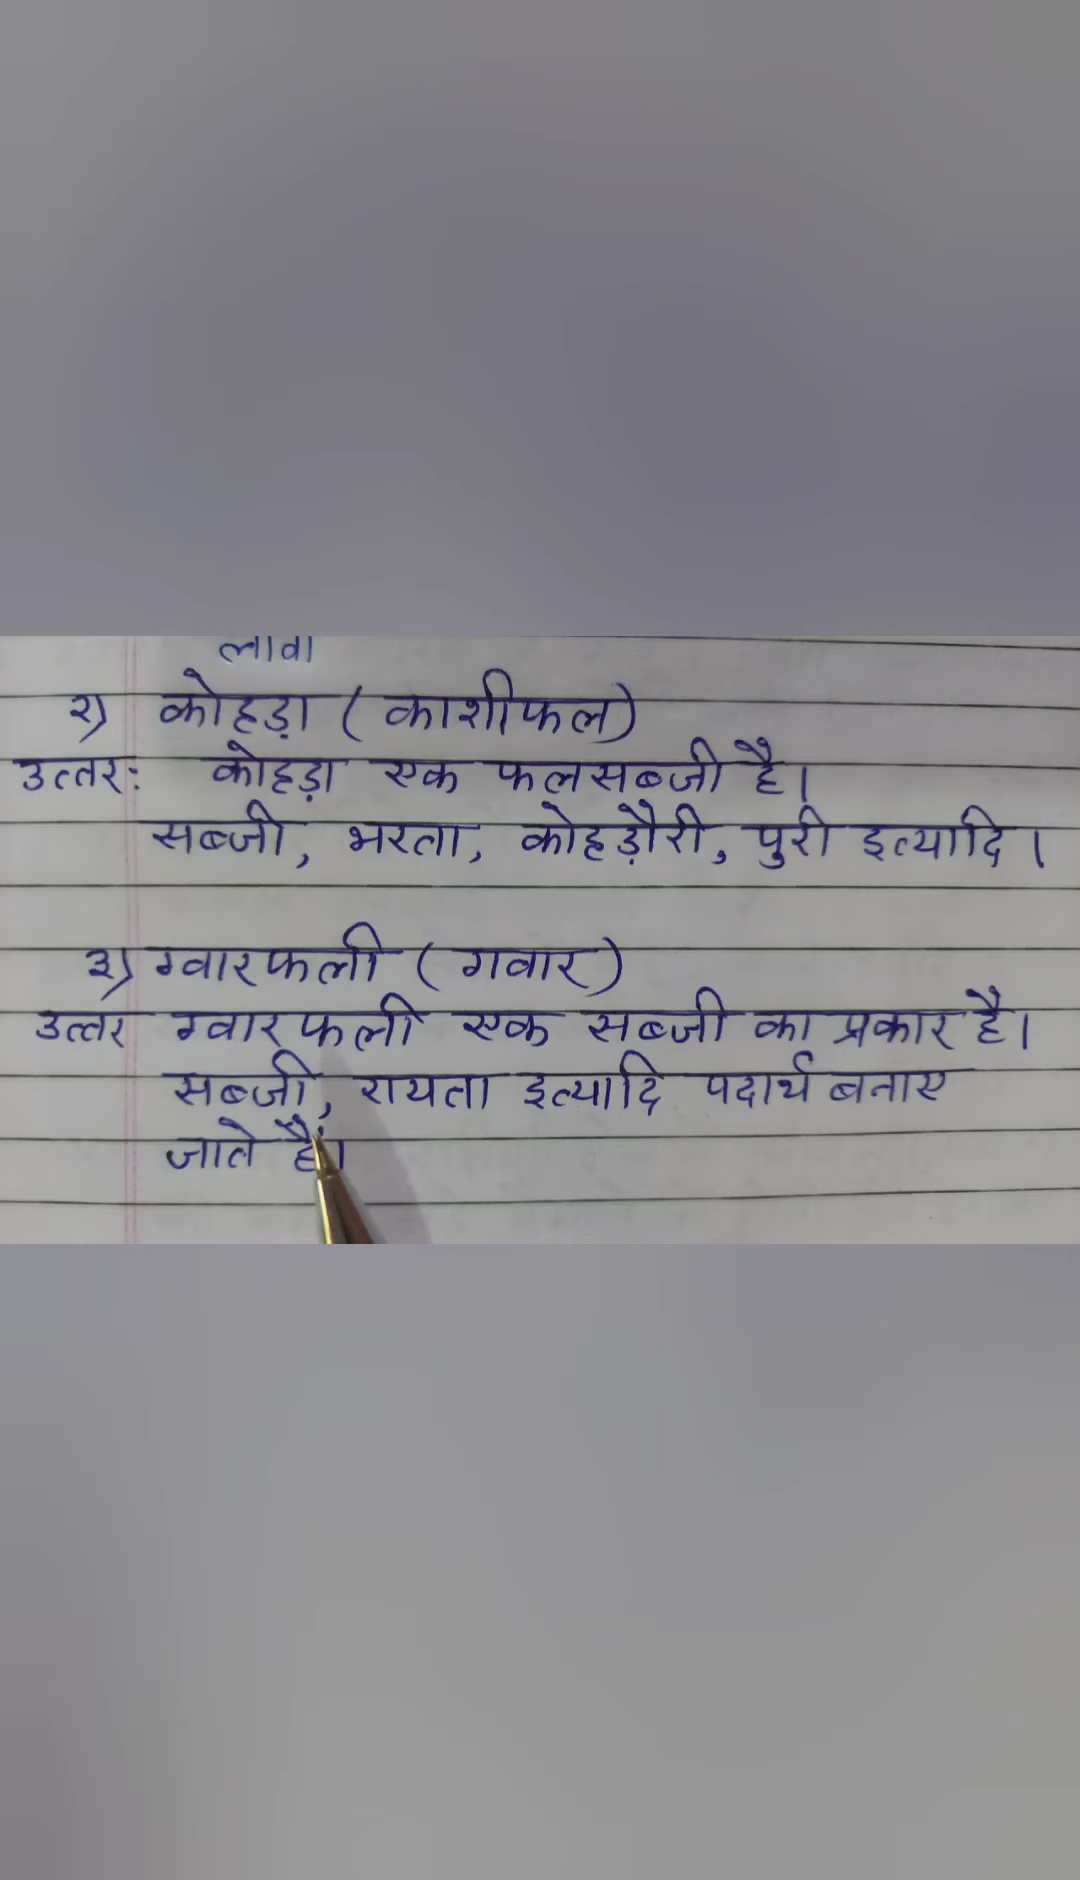 लावा
२) कोहड़ा ( काशीफल)
उत्तर: कोहड़ा एक फलसब्जी है।
सब्जी, भरता, कोहड़ौरी, पुरी इत्यादि।
३) ग्वारफली ( गवार)
उत्तर ग्वारफली एक सब्जी का प्रकार है।
सब्जी, रायता इत्यादि पदार्थ बनाए
जाते हैं।